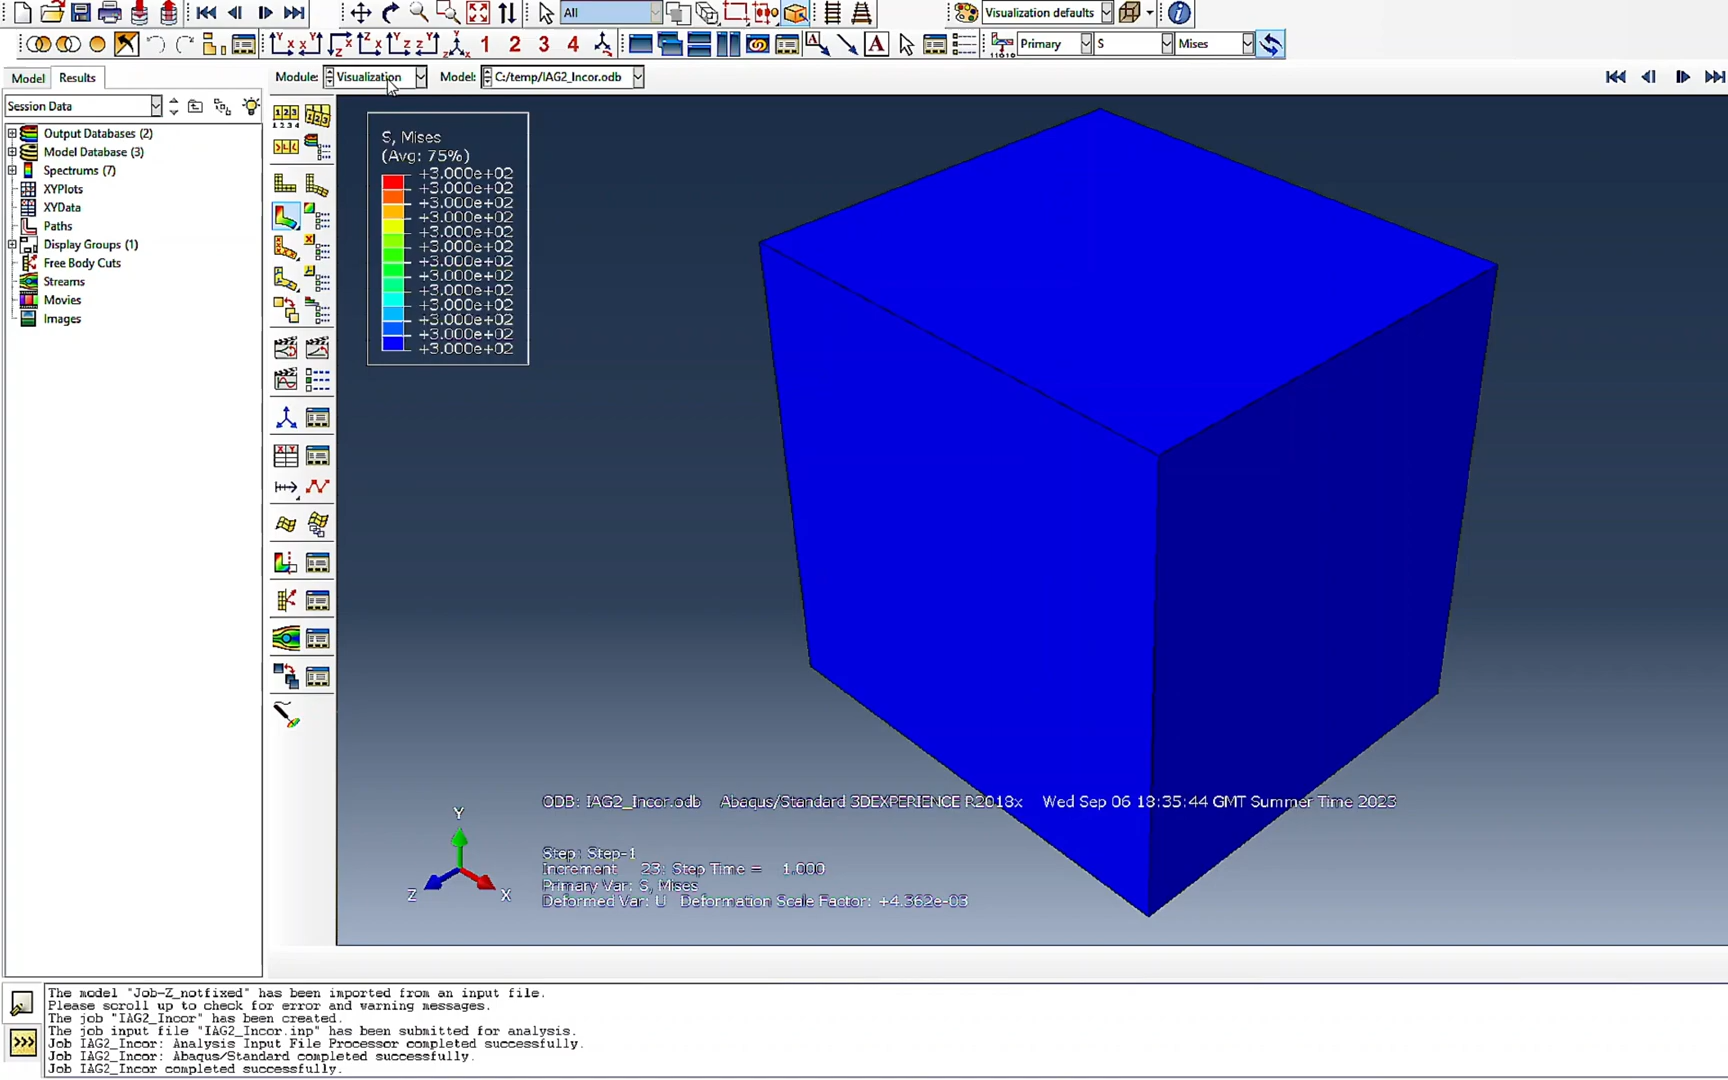 All
Visualization defaults
1 2 3 4
Primary
S
Mises
Model
Results
Module:
Visualization
Model:
C:/temp/IAG2_Incor.odb
Session Data
Output Databases (2)
Model Database (3)
Spectrums (7)
XYPlots
XYData
Paths
Display Groups (1)
Free Body Cuts
Streams
Movies
Images
S, Mises
(Avg: 75%)
+3.000e+02
+3.000e+02
+3.000e+02
+3.000e+02
+3.000e+02
+3.000e+02
+3.000e+02
+3.000e+02
+3.000e+02
+3.000e+02
+3.000e+02
+3.000e+02
+3.000e+02
ODB: IAG2_Incor.odb Abaqus/Standard 3DEXPERIENCE R2018x Wed Sep 06 18:35:44 GMT Summer Time 2023
Y
Z
X
Step: Step-1
Increment 23: Step Time = 1.000
Primary Var: S, Mises
Deformed Var: U Deformation Scale Factor: +4.362e-03
The model "Job-Z_notfixed" has been imported from an input file.
Please scroll up to check for error and warning messages.
The job "IAG2_Incor" has been created.
The job input file "IAG2_Incor.inp" has been submitted for analysis.
Job IAG2_Incor: Analysis Input File Processor completed successfully.
Job IAG2_Incor: Abaqus/Standard completed successfully.
Job IAG2_Incor completed successfully.